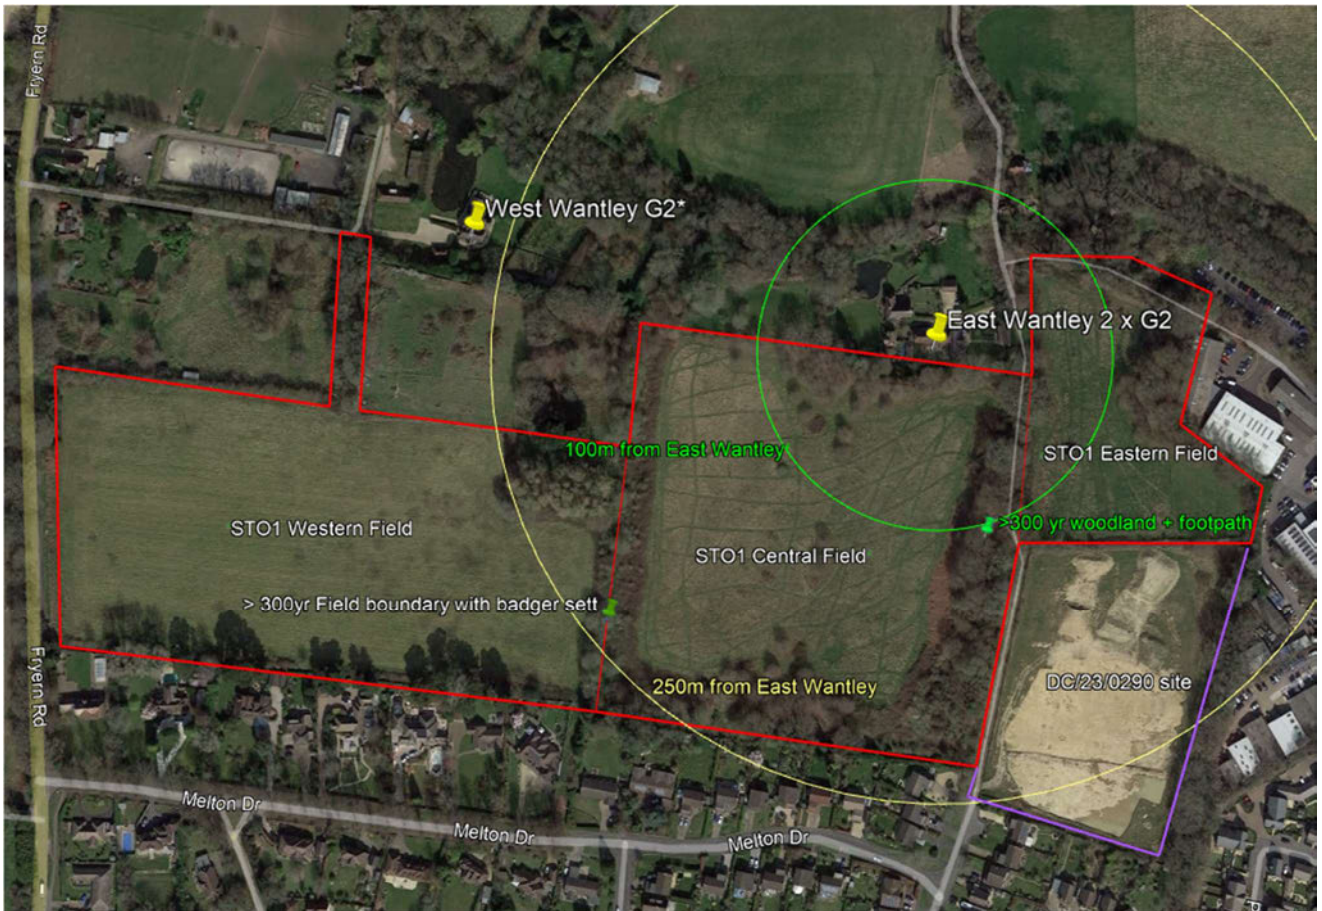 Fryern Rd
West Wantley G2*
East Wantley 2 x G2
100m from East Wantley
STO1 Eastern Field
STO1 Western Field
>300 yr woodland + footpath
STO1 Central Field
> 300yr Field boundary with badger sett
Fryern Rd
250m from East Wantley
DC/23/0290 site
Melton Dr
Melton Dr
Melton Dr